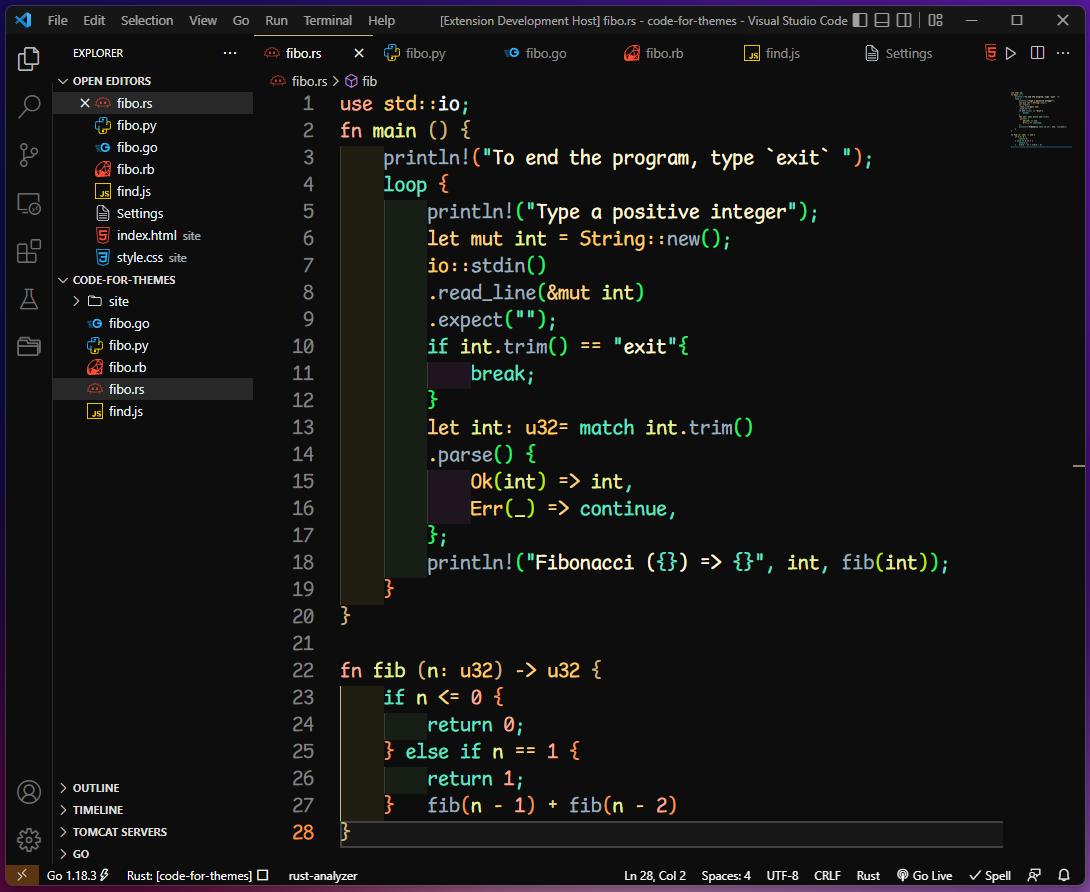 File Edit Selection View Go Run Terminal Help [Extension Development Host] fibo.rs - code-for-themes - Visual Studio Code
EXPLORER
OPEN EDITORS
fibo.rs
fibo.py
fibo.go
fibo.rb
find.js
Settings
index.html site
style.css site
CODE-FOR-THEMES
site
fibo.go
fibo.py
fibo.rb
fibo.rs
find.js
OUTLINE
TIMELINE
TOMCAT SERVERS
GO
fibo.rs fibo.py fibo.go fibo.rb find.js Settings
fibo.rs > fib
1 use std::io;
2 fn main () {
3     println!("To end the program, type `exit` ");
4     loop {
5         println!("Type a positive integer");
6         let mut int = String::new();
7         io::stdin()
8         .read_line(&mut int)
9         .expect("");
10         if int.trim() == "exit"{
11             break;
12         }
13         let int: u32= match int.trim()
14         .parse() {
15             Ok(int) => int,
16             Err(_) => continue,
17         };
18         println!("Fibonacci ({}) => {}", int, fib(int));
19     }
20 }
21
22 fn fib (n: u32) -> u32 {
23     if n <= 0 {
24         return 0;
25     } else if n == 1 {
26         return 1;
27     }   fib(n - 1) + fib(n - 2)
28 }
Go 1.18.3 Rust: [code-for-themes] rust-analyzer Ln 28, Col 2 Spaces: 4 UTF-8 CRLF Rust Go Live Spell